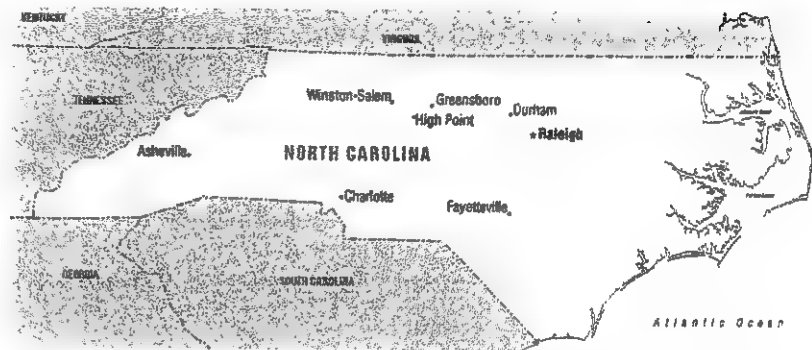 KENTUCKY
VIRGINIA
TENNESSEE
Winston-Salem
Greensboro
High Point
Durham
Raleigh
Asheville
NORTH CAROLINA
Charlotte
Fayetteville
GEORGIA
SOUTH CAROLINA
Atlantic Ocean